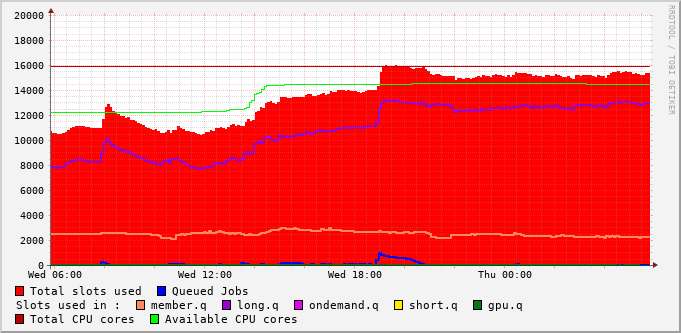 20000
18000
16000
14000
12000
10000
8000
6000
4000
2000
0
Wed 06:00 Wed 12:00 Wed 18:00 Thu 00:00
RRDTOOL / TOBI OETIKER
Total slots used Queued Jobs
Slots used in : member.q long.q ondemand.q short.q gpu.q
Total CPU cores Available CPU cores